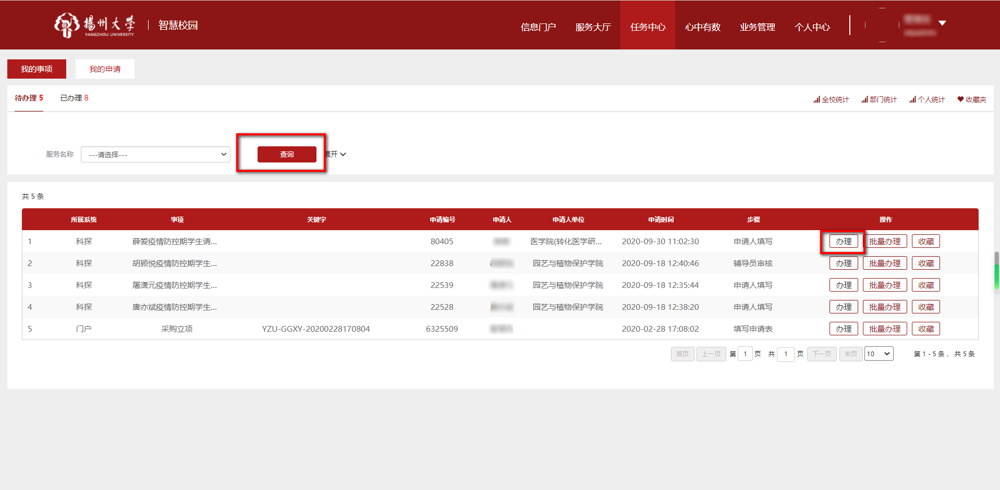 揚州大学 智慧校园
YANGZHOU UNIVERSITY
信息门户 服务大厅 任务中心 心中有数 业务管理 个人中心
我的事项 我的申请
待办理 5 已办理 8 全校统计 部门统计 个人统计 收藏夹
服务名称 ---请选择--- 查询 展开
共 5 条
所属系统 事项 关键字 申请编号 申请人 申请人单位 申请时间 步骤 操作
1 科探 薛爱疫情防控期学生请... 80405 医学院(转化医学研... 2020-09-30 11:02:30 申请人填写 办理 批量办理 收藏
2 科探 胡颍悦疫情防控期学生... 22838 园艺与植物保护学院 2020-09-18 12:40:46 辅导员审核 办理 批量办理 收藏
3 科探 屠潇元疫情防控期学生... 22539 园艺与植物保护学院 2020-09-18 12:35:44 申请人填写 办理 批量办理 收藏
4 科探 唐亦斌疫情防控期学生... 22528 园艺与植物保护学院 2020-09-18 12:38:20 申请人填写 办理 批量办理 收藏
5 门户 采购立项 YZU-GGXY-20200228170804 6325509 2020-02-28 17:08:02 填写申请表 办理 批量办理 收藏
首页 上一页 第 1 页 共 1 页 下一页 末页 10 第 1 - 5 条， 共 5 条